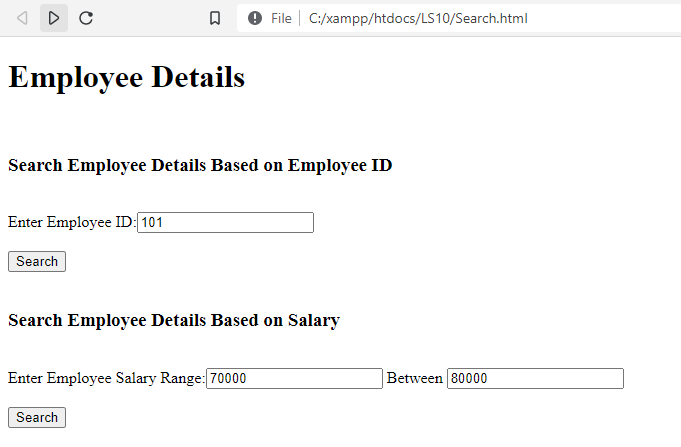 File C:/xampp/htdocs/LS10/Search.html
Employee Details
Search Employee Details Based on Employee ID
Enter Employee ID: 101
Search
Search Employee Details Based on Salary
Enter Employee Salary Range: 70000 Between 80000
Search